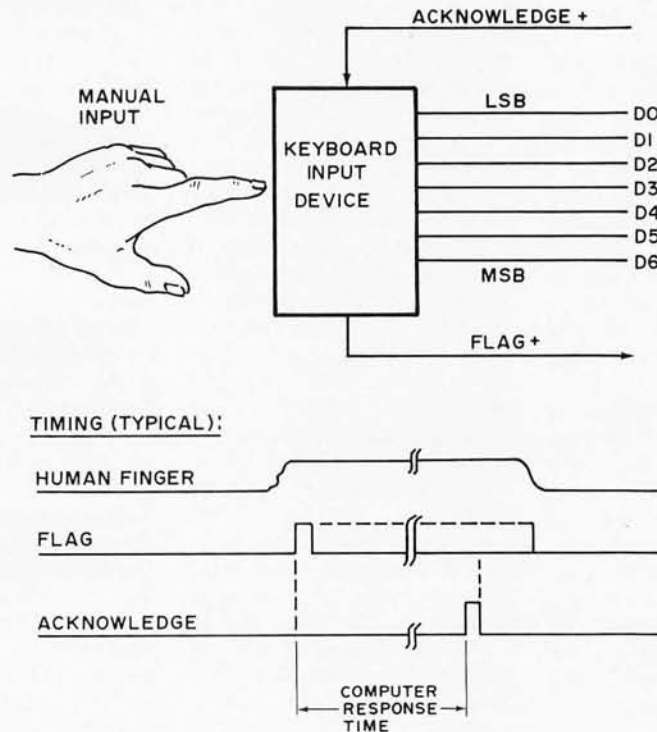 ACKNOWLEDGE +
MANUAL
INPUT
KEYBOARD
INPUT
DEVICE
LSB
D0
D1
D2
D3
D4
D5
D6
MSB
FLAG +
TIMING (TYPICAL):
HUMAN FINGER
FLAG
ACKNOWLEDGE
COMPUTER
RESPONSE
TIME